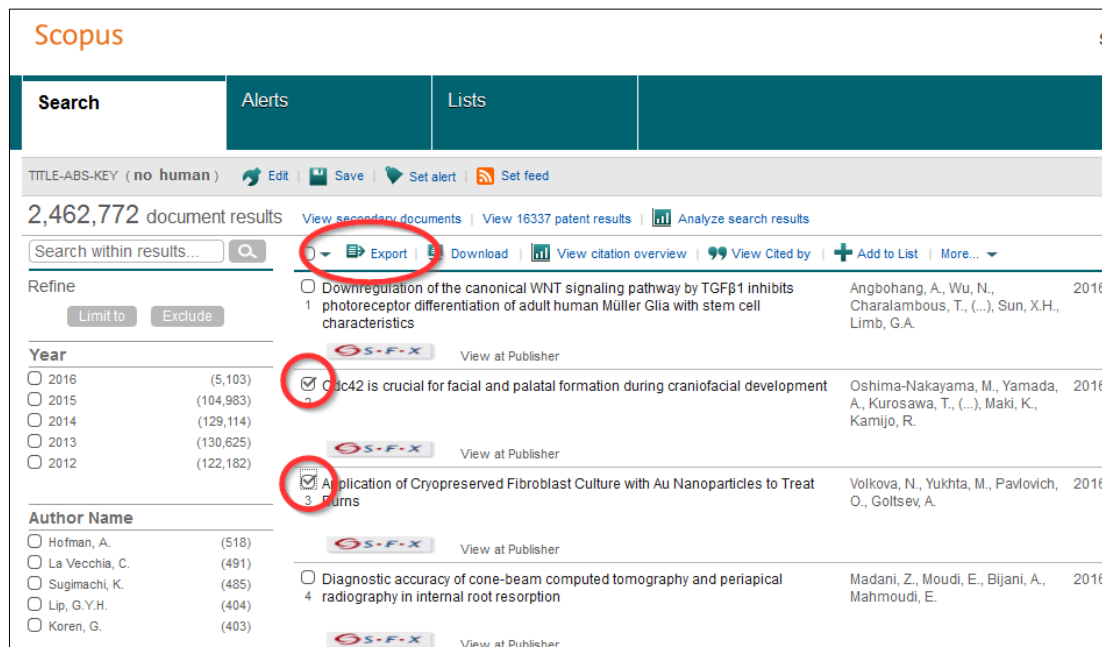 Scopus
Search
Alerts
Lists
TITLE-ABS-KEY ( no human ) Edit | Save | Set alert | Set feed
2,462,772 document results View secondary documents | View 16337 patent results | Analyze search results
Search within results...
Export | Download | View citation overview | View Cited by | Add to List | More...
Refine
Limit to Exclude
Year
2016 (5,103)
2015 (104,983)
2014 (129,114)
2013 (130,625)
2012 (122,182)
Author Name
Hofman, A. (518)
La Vecchia, C. (491)
Sugimachi, K. (485)
Lip, G.Y.H. (404)
Koren, G. (403)
1
Downregulation of the canonical WNT signaling pathway by TGFβ1 inhibits
photoreceptor differentiation of adult human Müller Glia with stem cell
characteristics
Angbohang, A., Wu, N.,
Charalambous, T., (...), Sun, X.H.,
Limb, G.A.
2016
S-F-X View at Publisher
2
Cdc42 is crucial for facial and palatal formation during craniofacial development
Oshima-Nakayama, M., Yamada,
A., Kurosawa, T., (...), Maki, K.,
Kamijo, R.
2016
S-F-X View at Publisher
3
Application of Cryopreserved Fibroblast Culture with Au Nanoparticles to Treat
Burns
Volkova, N., Yukhta, M., Pavlovich,
O., Goltsev, A.
2016
S-F-X View at Publisher
4
Diagnostic accuracy of cone-beam computed tomography and periapical
radiography in internal root resorption
Madani, Z., Moudi, E., Bijani, A.,
Mahmoudi, E.
2016
S-F-X View at Publisher